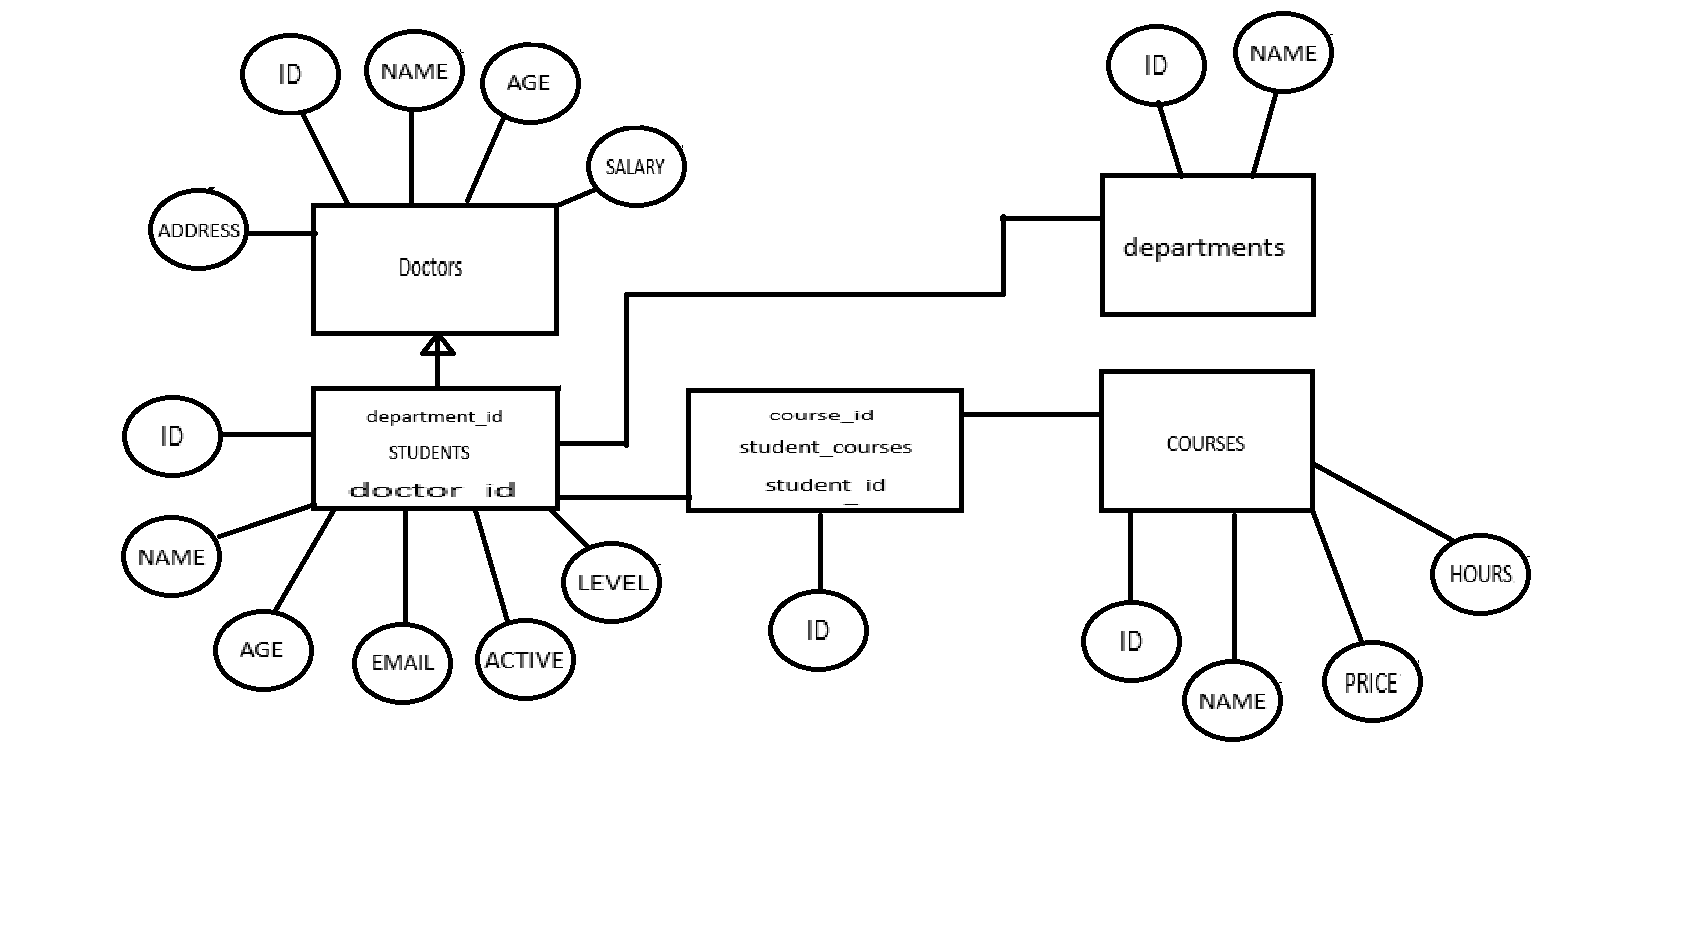 ID
NAME
AGE
SALARY
ADDRESS
Doctors
ID
NAME
departments
department_id
STUDENTS
doctor_id
ID
NAME
AGE
EMAIL
ACTIVE
LEVEL
course_id
student_courses
student_id
ID
COURSES
ID
NAME
PRICE
HOURS